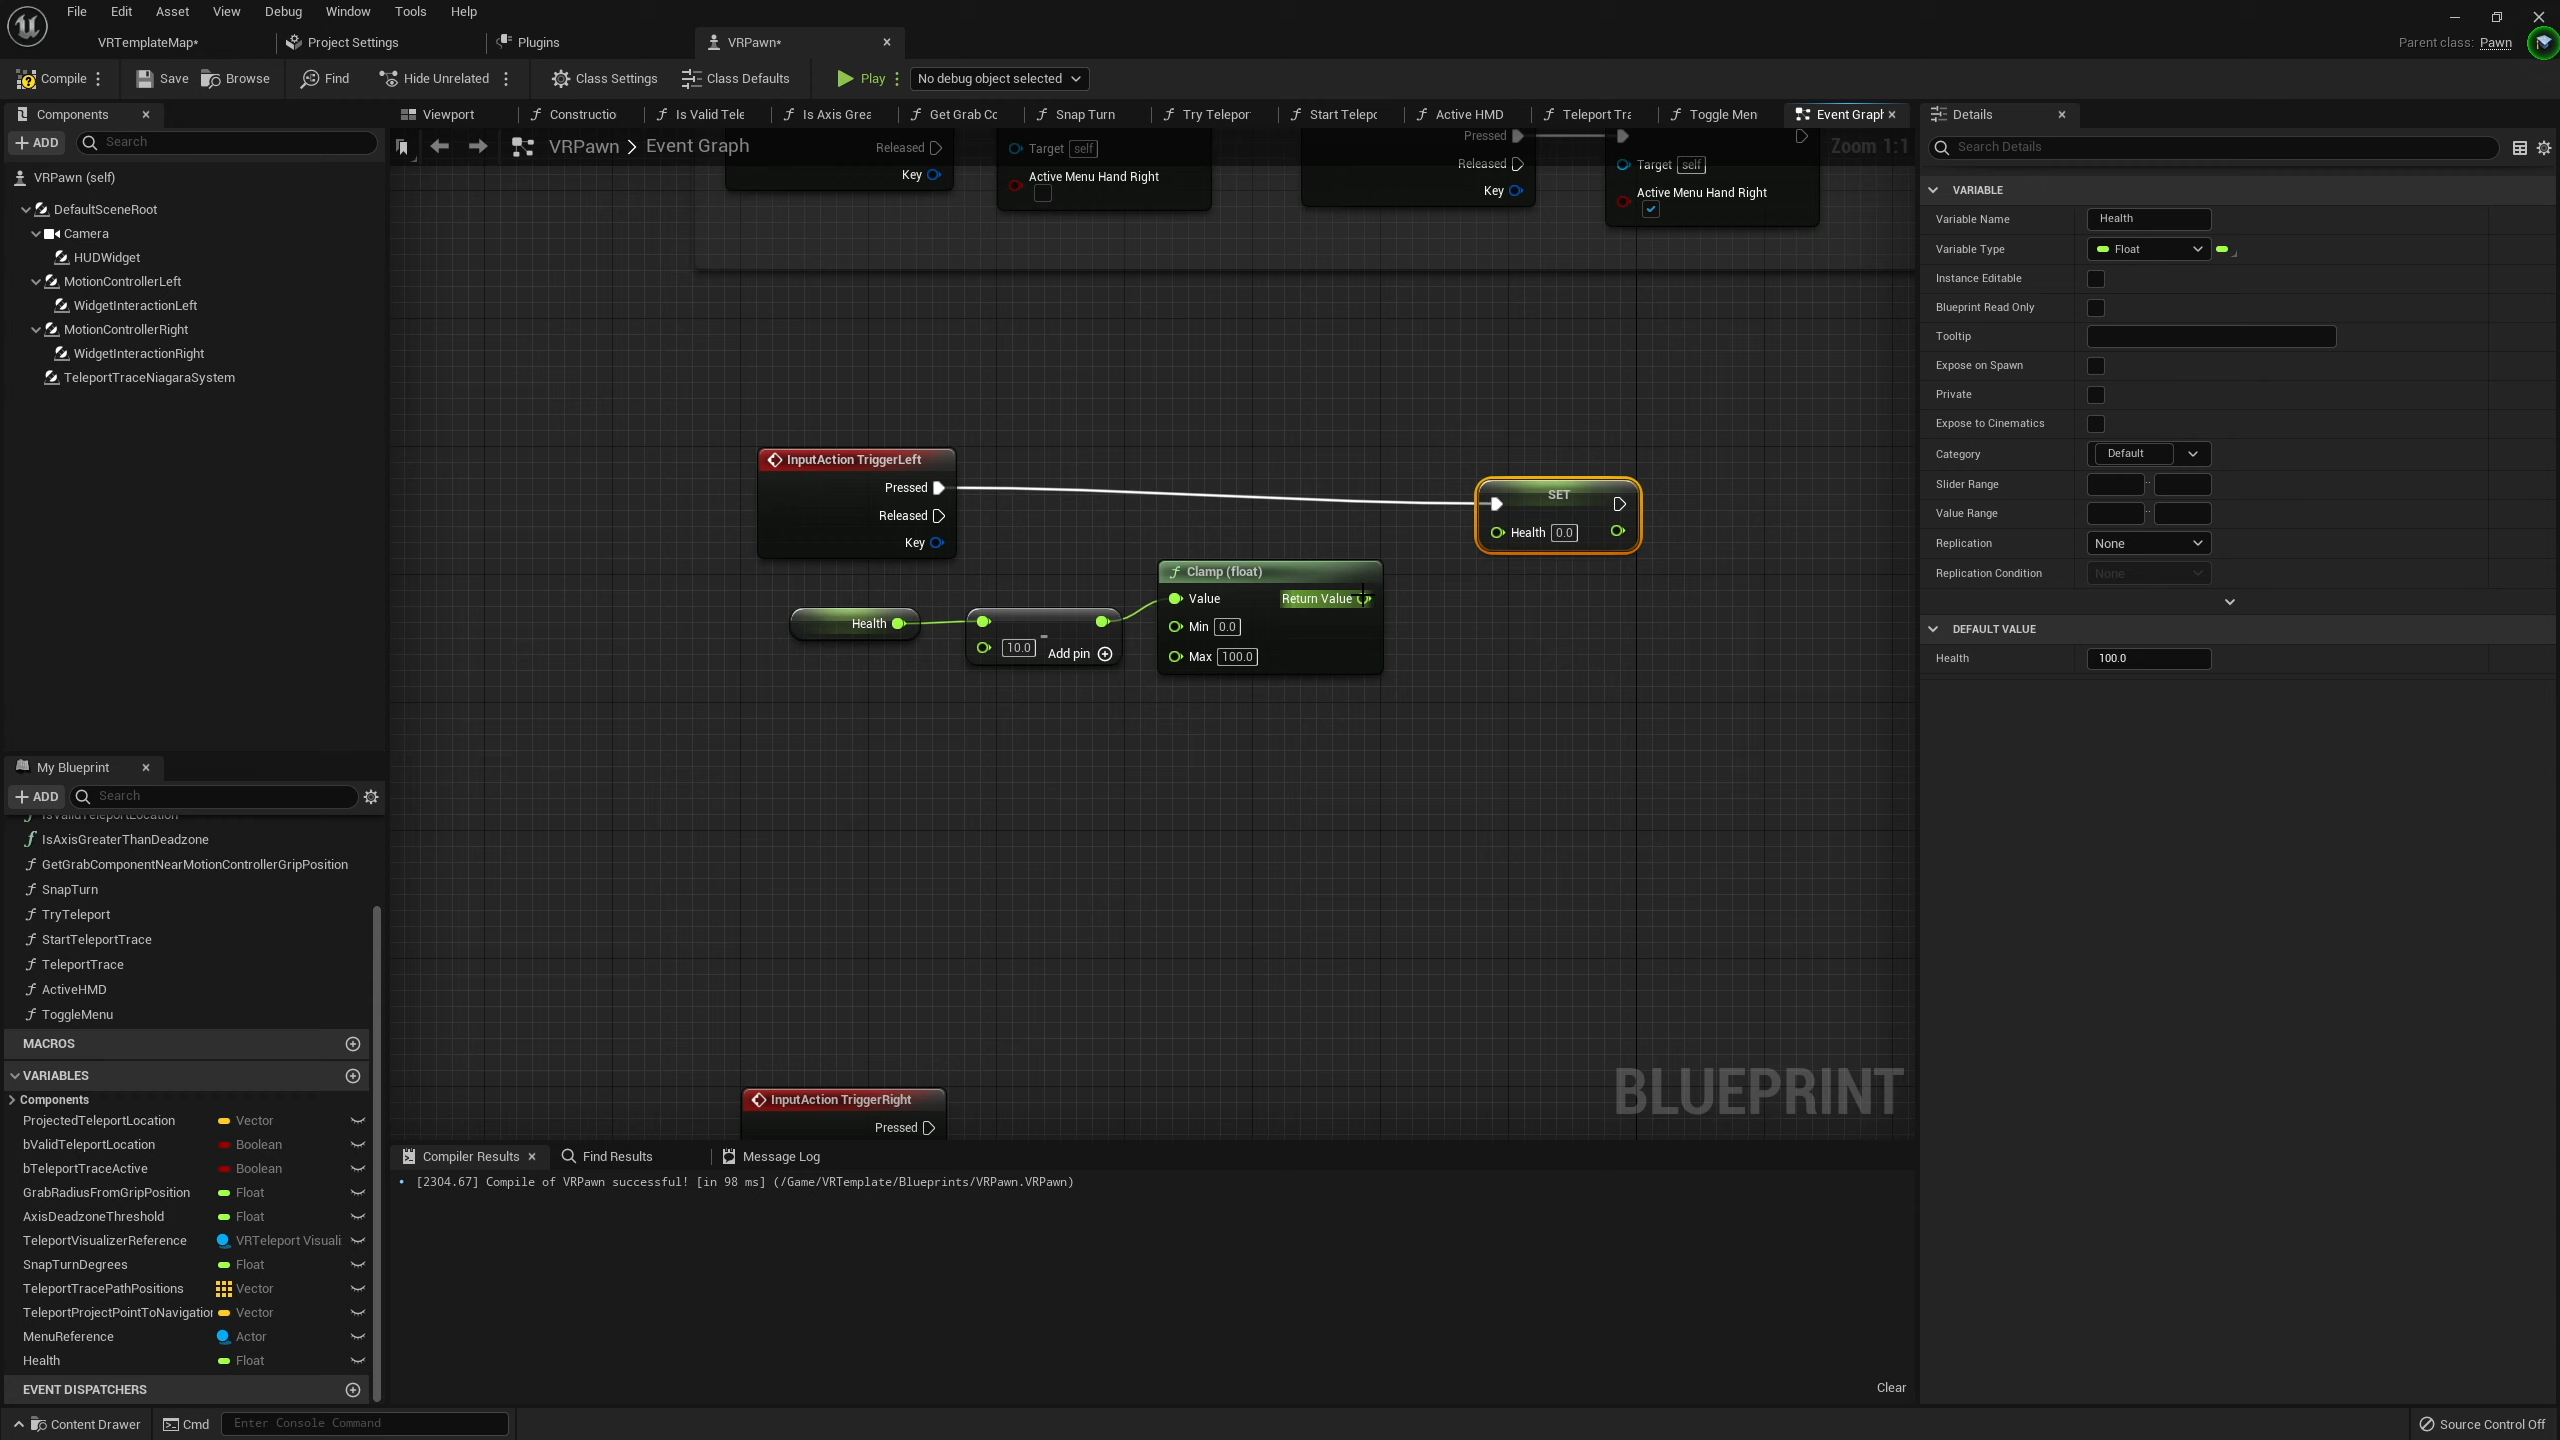 File Edit Asset View Debug Window Tools Help
VRTemplateMap* Project Settings Plugins VRPawn* Parent class: Pawn
Compile Save Browse Find Hide Unrelated Class Settings Class Defaults Play No debug object selected
Components
ADD Search
VRPawn (self)
DefaultSceneRoot
Camera
HUDWidget
MotionControllerLeft
WidgetInteractionLeft
MotionControllerRight
WidgetInteractionRight
TeleportTraceNiagaraSystem
My Blueprint
ADD Search
IsValidTeleportLocation
IsAxisGreaterThanDeadzone
GetGrabComponentNearMotionControllerGripPosition
SnapTurn
TryTeleport
StartTeleportTrace
TeleportTrace
ActiveHMD
ToggleMenu
MACROS
VARIABLES
Components
ProjectedTeleportLocation Vector
bValidTeleportLocation Boolean
bTeleportTraceActive Boolean
GrabRadiusFromGripPosition Float
AxisDeadzoneThreshold Float
TeleportVisualizerReference VRTeleport Visuali
SnapTurnDegrees Float
TeleportTracePathPositions Vector
TeleportProjectPointToNavigation Vector
MenuReference Actor
Health Float
EVENT DISPATCHERS
Viewport Constructio Is Valid Tele Is Axis Grea Get Grab Co Snap Turn Try Telepor Start Telepo Active HMD Teleport Tra Toggle Men Event Graph
VRPawn > Event Graph
Zoom 1:1
Released
Key
Target self
Active Menu Hand Right
Pressed
Released
Key
Target self
Active Menu Hand Right
InputAction TriggerLeft
Pressed
Released
Key
SET
Health 0.0
Clamp (float)
Value Return Value
Min 0.0
Max 100.0
Health
10.0 - Add pin
InputAction TriggerRight
Pressed
BLUEPRINT
Compiler Results Find Results Message Log
[2304.67] Compile of VRPawn successful! [in 98 ms] (/Game/VRTemplate/Blueprints/VRPawn.VRPawn)
Clear
Details
Search Details
VARIABLE
Variable Name Health
Variable Type Float
Instance Editable
Blueprint Read Only
Tooltip
Expose on Spawn
Private
Expose to Cinematics
Category Default
Slider Range
Value Range
Replication None
Replication Condition None
DEFAULT VALUE
Health 100.0
Content Drawer Cmd Enter Console Command Source Control Off